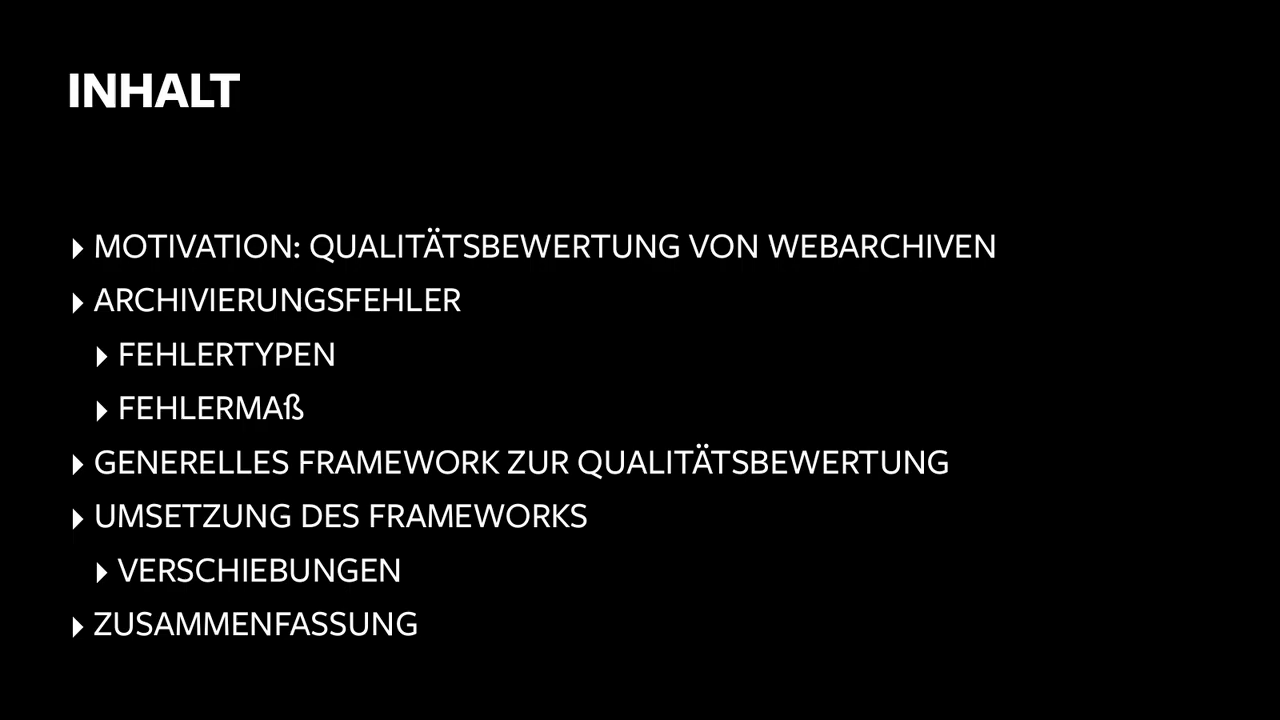 INHALT
MOTIVATION: QUALITÄTSBEWERTUNG VON WEBARCHIVEN
ARCHIVIERUNGSFEHLER
FEHLERTYPEN
FEHLERMAß
GENERELLES FRAMEWORK ZUR QUALITÄTSBEWERTUNG
UMSETZUNG DES FRAMEWORKS
VERSCHIEBUNGEN
ZUSAMMENFASSUNG